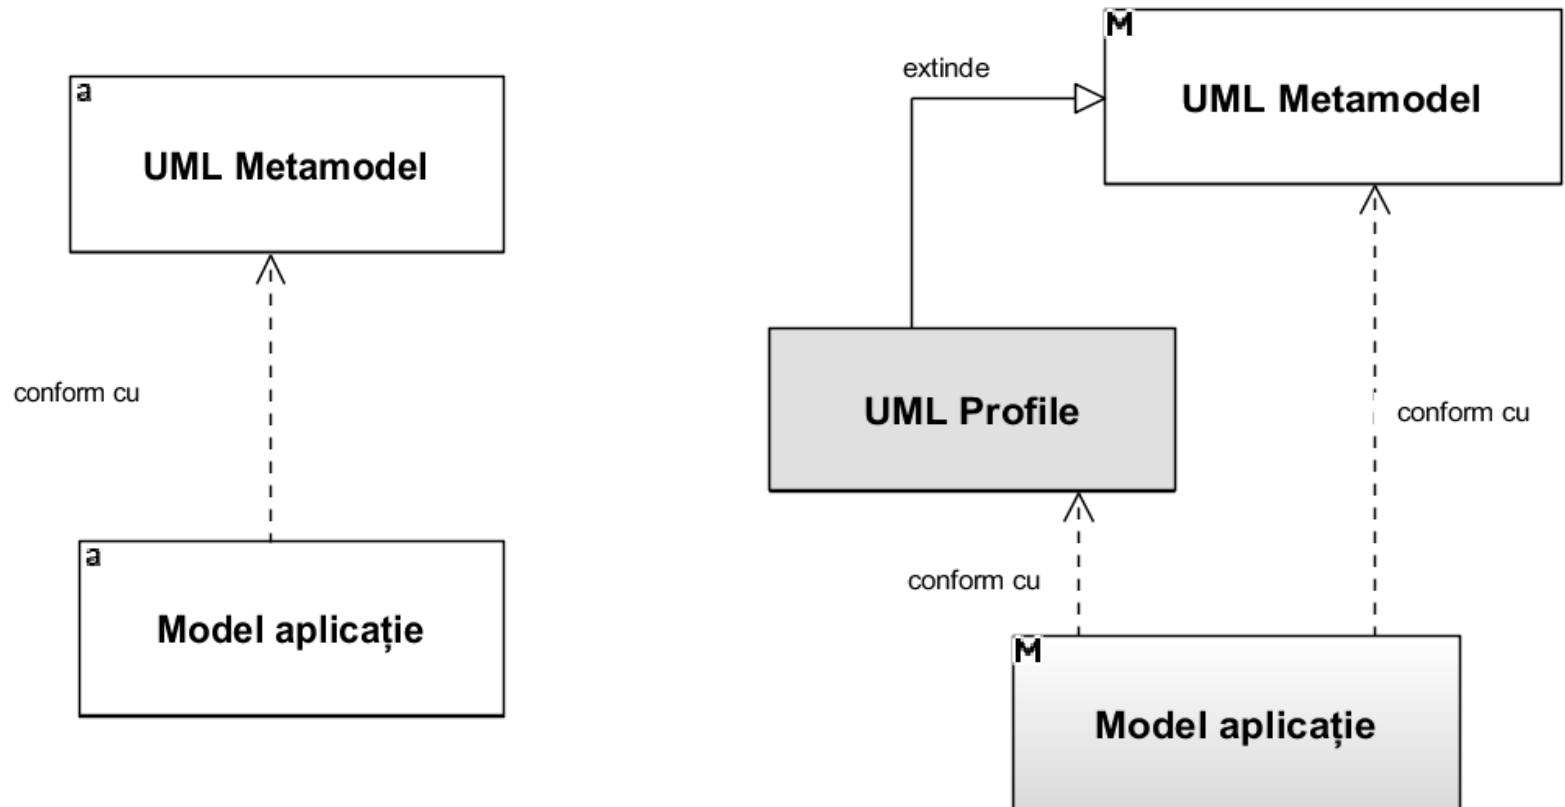 a
UML Metamodel
conform cu
a
Model aplicație
M
UML Metamodel
extinde
UML Profile
conform cu
conform cu
M
Model aplicație